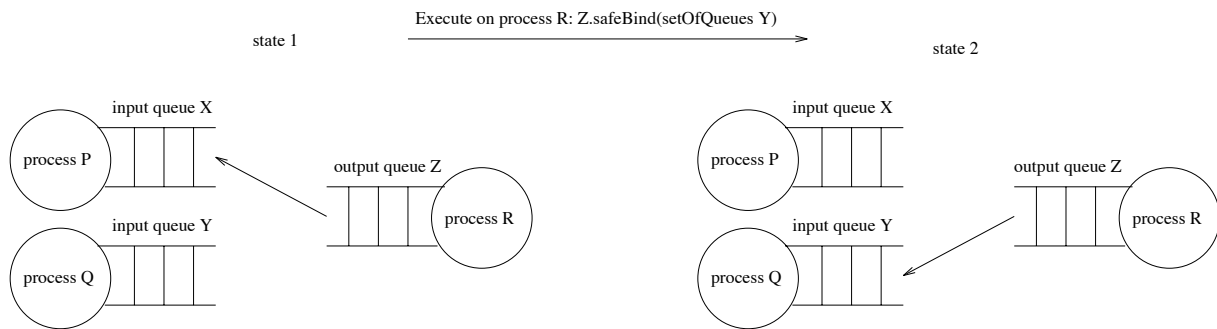 Execute on process R: Z.safeBind(setOfQueues Y)
state 1
state 2
input queue X
process P
output queue Z
process R
input queue Y
process Q
input queue X
process P
output queue Z
process R
input queue Y
process Q